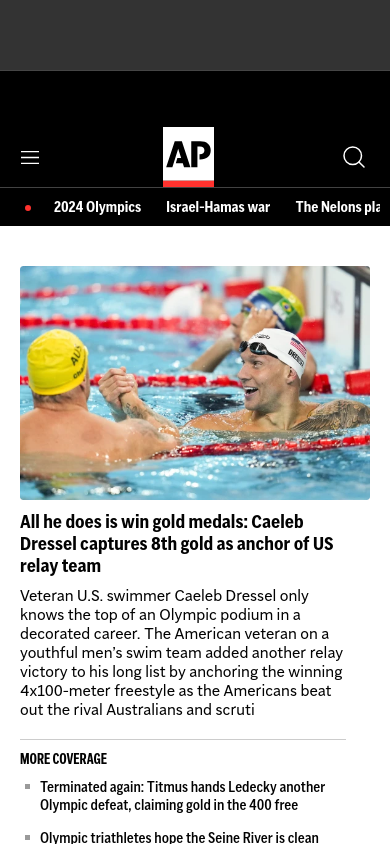 AP
2024 Olympics Israel-Hamas war The Nelons pla
All he does is win gold medals: Caeleb
Dressel captures 8th gold as anchor of US
relay team
Veteran U.S. swimmer Caeleb Dressel only
knows the top of an Olympic podium in a
decorated career. The American veteran on a
youthful men’s swim team added another relay
victory to his long list by anchoring the winning
4x100-meter freestyle as the Americans beat
out the rival Australians and scruti
MORE COVERAGE
Terminated again: Titmus hands Ledecky another
Olympic defeat, claiming gold in the 400 free
Olympic triathletes hope the Seine River is clean